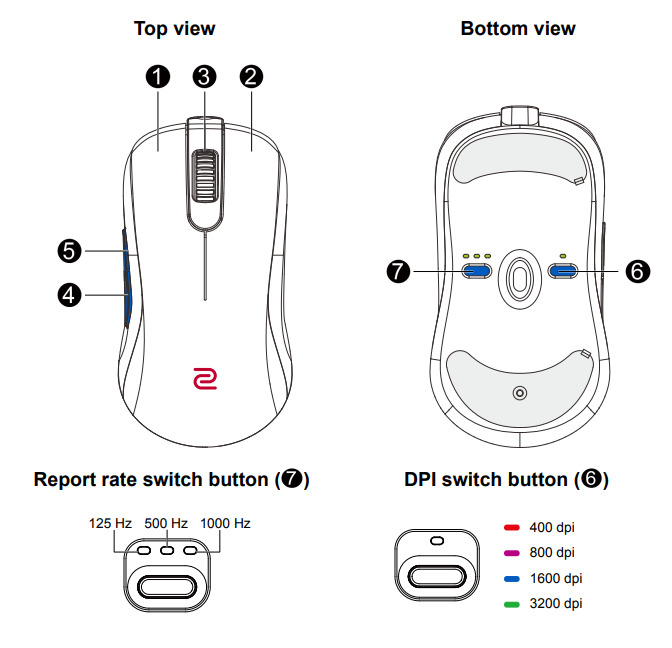 Top view
Bottom view
1
3
2
5
4
7
6
Report rate switch button (7)
DPI switch button (6)
125 Hz
500 Hz
1000 Hz
400 dpi
800 dpi
1600 dpi
3200 dpi